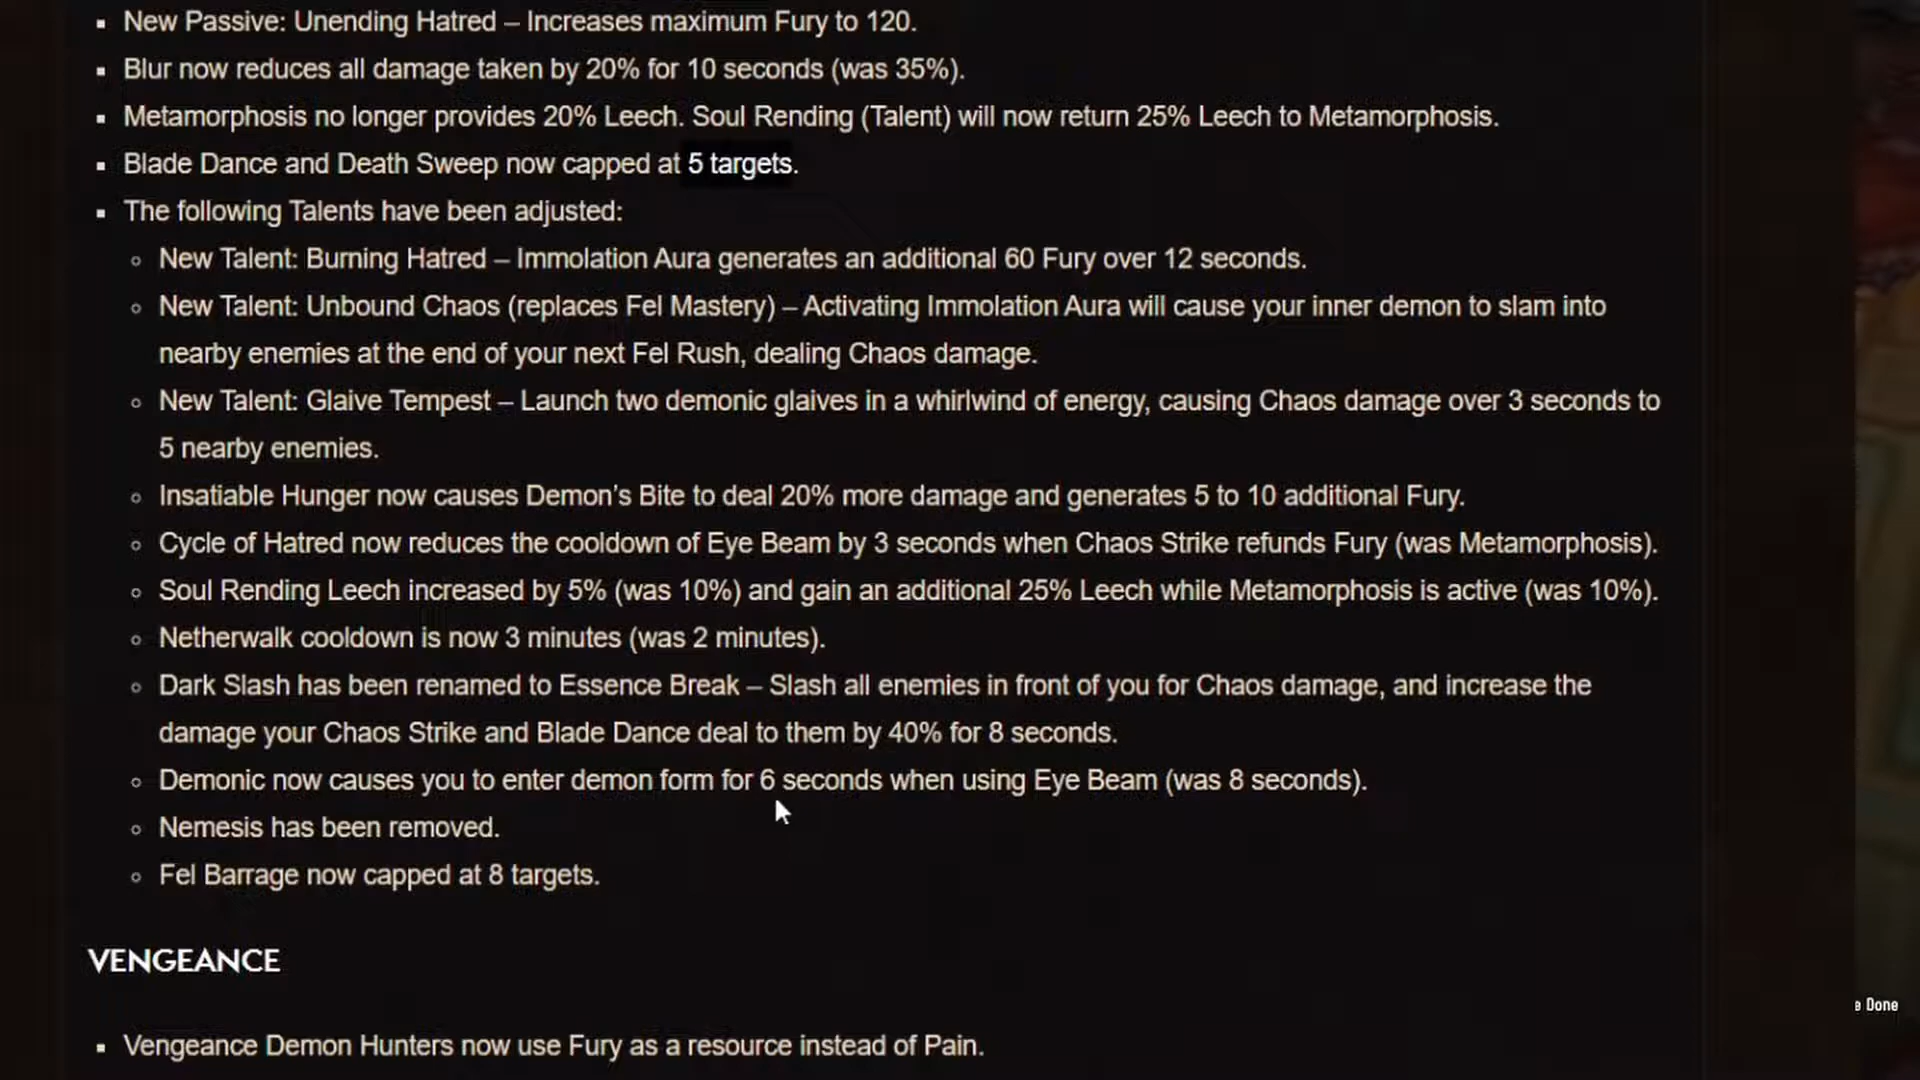 ▪ New Passive: Unending Hatred – Increases maximum Fury to 120.
▪ Blur now reduces all damage taken by 20% for 10 seconds (was 35%).
▪ Metamorphosis no longer provides 20% Leech. Soul Rending (Talent) will now return 25% Leech to Metamorphosis.
▪ Blade Dance and Death Sweep now capped at 5 targets.
▪ The following Talents have been adjusted:
◦ New Talent: Burning Hatred – Immolation Aura generates an additional 60 Fury over 12 seconds.
◦ New Talent: Unbound Chaos (replaces Fel Mastery) – Activating Immolation Aura will cause your inner demon to slam into
nearby enemies at the end of your next Fel Rush, dealing Chaos damage.
◦ New Talent: Glaive Tempest – Launch two demonic glaives in a whirlwind of energy, causing Chaos damage over 3 seconds to
5 nearby enemies.
◦ Insatiable Hunger now causes Demon’s Bite to deal 20% more damage and generates 5 to 10 additional Fury.
◦ Cycle of Hatred now reduces the cooldown of Eye Beam by 3 seconds when Chaos Strike refunds Fury (was Metamorphosis).
◦ Soul Rending Leech increased by 5% (was 10%) and gain an additional 25% Leech while Metamorphosis is active (was 10%).
◦ Netherwalk cooldown is now 3 minutes (was 2 minutes).
◦ Dark Slash has been renamed to Essence Break – Slash all enemies in front of you for Chaos damage, and increase the
damage your Chaos Strike and Blade Dance deal to them by 40% for 8 seconds.
◦ Demonic now causes you to enter demon form for 6 seconds when using Eye Beam (was 8 seconds).
◦ Nemesis has been removed.
◦ Fel Barrage now capped at 8 targets.
VENGEANCE
e Done
▪ Vengeance Demon Hunters now use Fury as a resource instead of Pain.